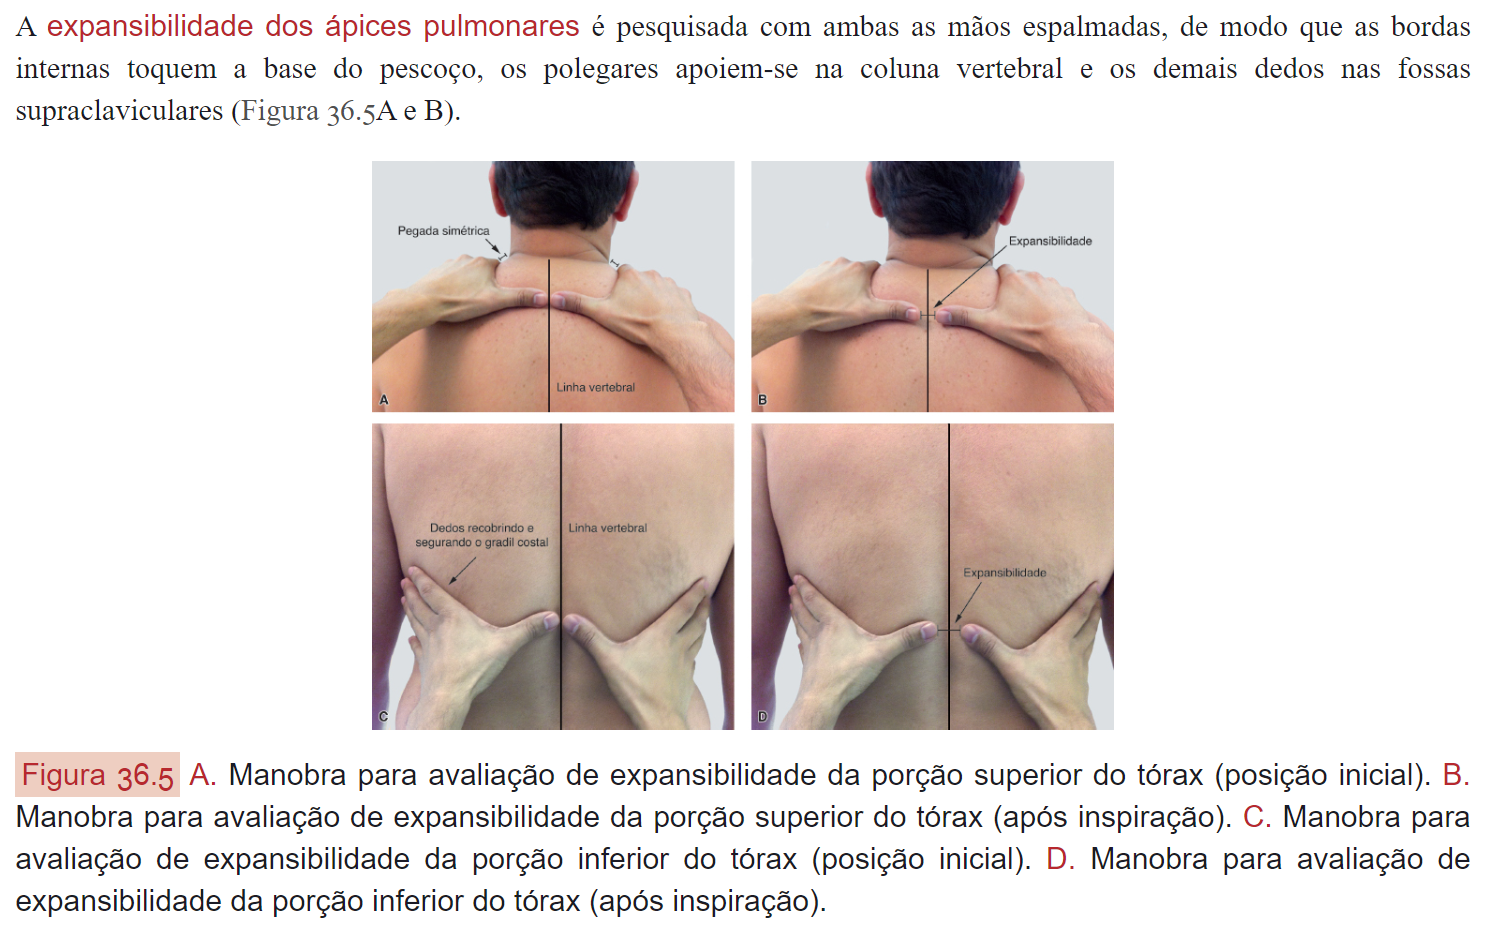 A expansibilidade dos ápices pulmonares é pesquisada com ambas as mãos espalmadas, de modo que as bordas
internas toquem a base do pescoço, os polegares apoiem-se na coluna vertebral e os demais dedos nas fossas
supraclaviculares (Figura 36.5A e B).
Pegada simétrica
Linha vertebral
A
Expansibilidade
B
Dedos recobrindo e
segurando o gradil costal
Linha vertebral
C
Expansibilidade
D
Figura 36.5 A. Manobra para avaliação de expansibilidade da porção superior do tórax (posição inicial). B.
Manobra para avaliação de expansibilidade da porção superior do tórax (após inspiração). C. Manobra para
avaliação de expansibilidade da porção inferior do tórax (posição inicial). D. Manobra para avaliação de
expansibilidade da porção inferior do tórax (após inspiração).